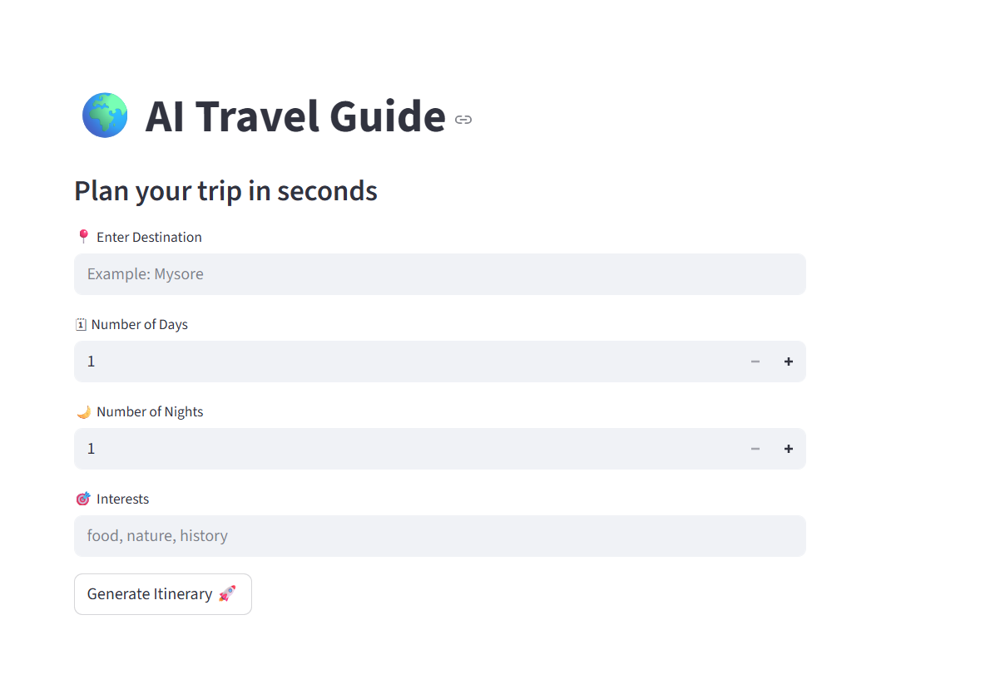 AI Travel Guide
Plan your trip in seconds
Enter Destination
Example: Mysore
1 Number of Days
1
Number of Nights
1
Interests
food, nature, history
Generate Itinerary